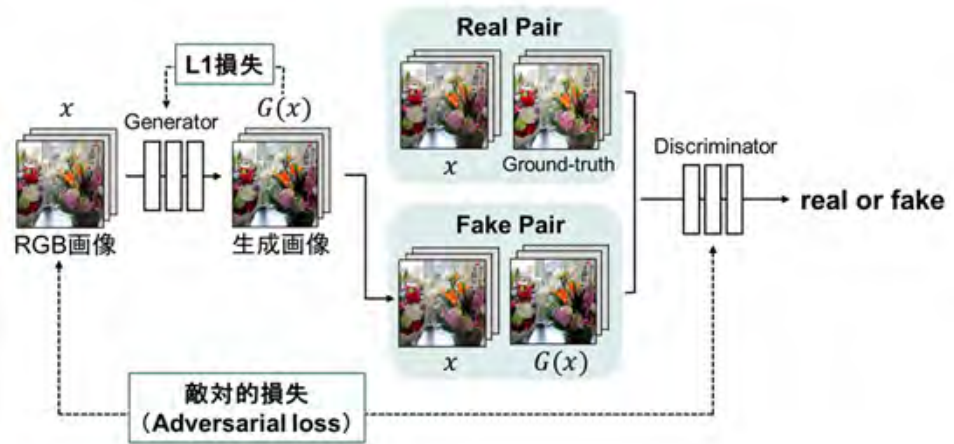 Real Pair
L1損失
x
Generator
G(x)
RGB画像
生成画像
x
Ground-truth
Discriminator
real or fake
Fake Pair
x
G(x)
敵対的損失
（Adversarial loss）